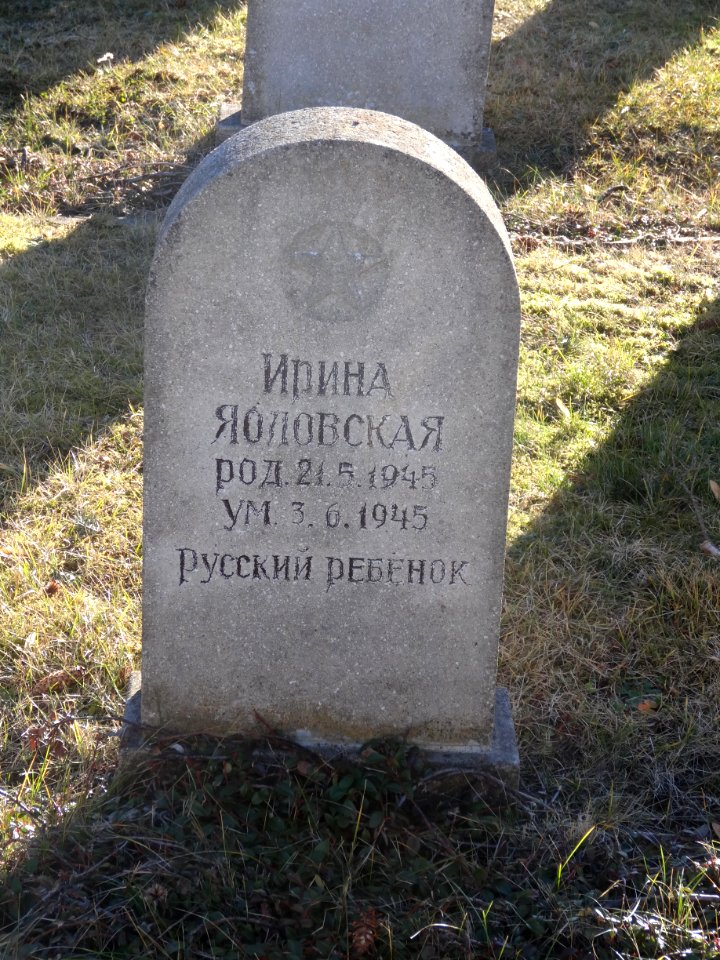 Ирина
Яоловская
род. 21.5.1945
ум. 3.6.1945
Русский ребенок